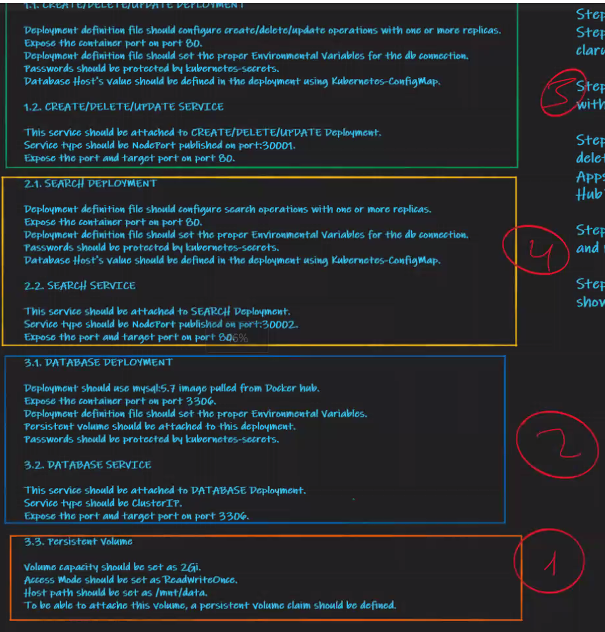 1.1. CREATE/DELETE/UPDATE DEPLOYMENT
Deployment definition file should configure create/delete/update operations with one or more replicas.
Expose the container port on port 80.
Deployment definition file should set the proper Environmental Variables for the db connection.
Passwords should be protected by kubernetes-secrets.
Database Host's value should be defined in the deployment using Kubernetes-ConfigMap.
1.2. CREATE/DELETE/UPDATE SERVICE
This service should be attached to CREATE/DELETE/UPDATE Deployment.
Service type should be NodePort published on port:30001.
Expose the port and target port on port 80.
2.1. SEARCH DEPLOYMENT
Deployment definition file should configure search operations with one or more replicas.
Expose the container port on port 80.
Deployment definition file should set the proper Environmental Variables for the db connection.
Passwords should be protected by kubernetes-secrets.
Database Host's value should be defined in the deployment using Kubernetes-ConfigMap.
2.2. SEARCH SERVICE
This service should be attached to SEARCH Deployment.
Service type should be NodePort published on port:30002.
Expose the port and target port on port
3.1. DATABASE DEPLOYMENT
Deployment should use mysql:5.7 image pulled from Docker hub.
Expose the container port on port 3306.
Deployment definition file should set the proper Environmental Variables.
Persistent volume should be attached to this deployment.
Passwords should be protected by kubernetes-secrets.
3.2. DATABASE SERVICE
This service should be attached to DATABASE Deployment.
Service type should be ClusterIP.
Expose the port and target port on port 3306.
3.3. Persistent Volume
Volume capacity should be set as 2Gi.
Access Mode should be set as ReadWriteOnce.
Host path should be set as /mnt/data.
To be able to attache this volume, a persistent volume claim should be defined.
Step
Step
claru
3
Step
with
Step
delet
Apps
Hub
4
Step
and
Step
show
2
1